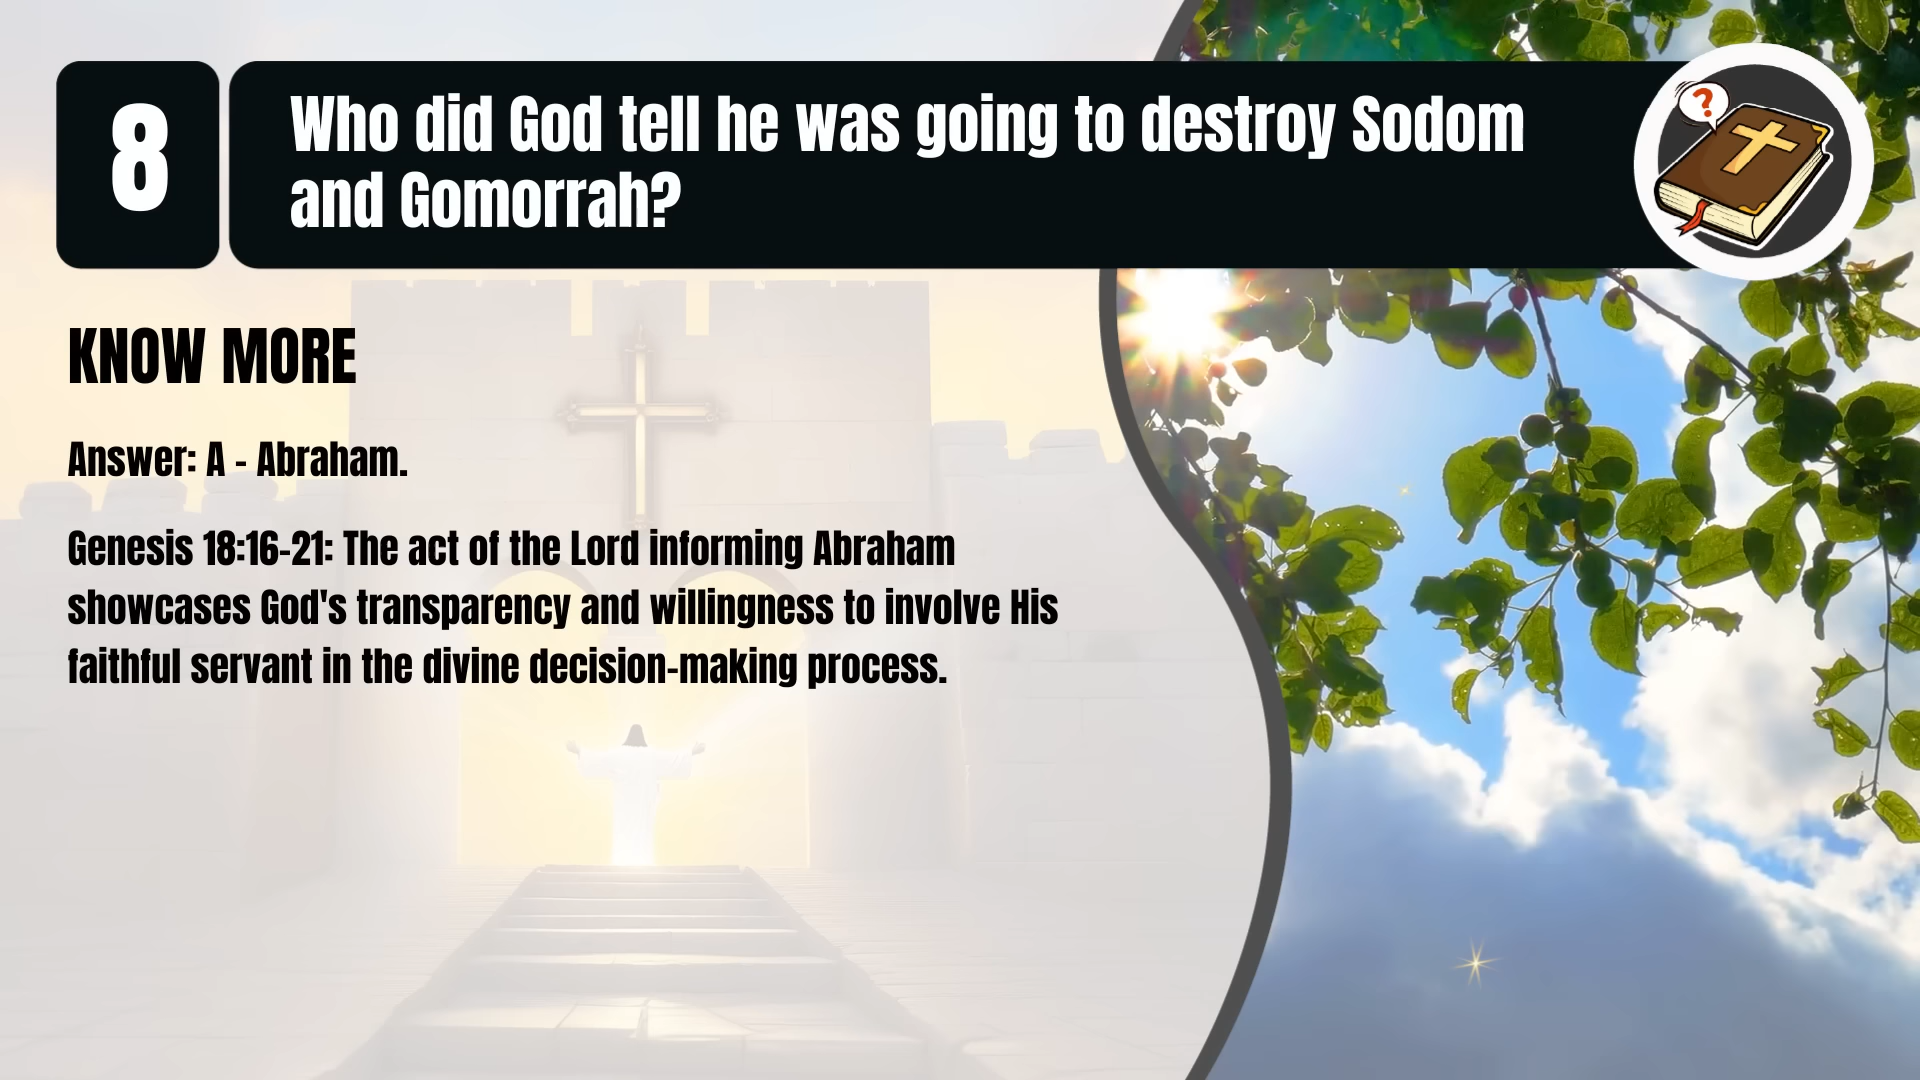 8
Who did God tell he was going to destroy Sodom
and Gomorrah?
?
KNOW MORE
Answer: A - Abraham.
Genesis 18:16-21: The act of the Lord informing Abraham
showcases God's transparency and willingness to involve His
faithful servant in the divine decision-making process.